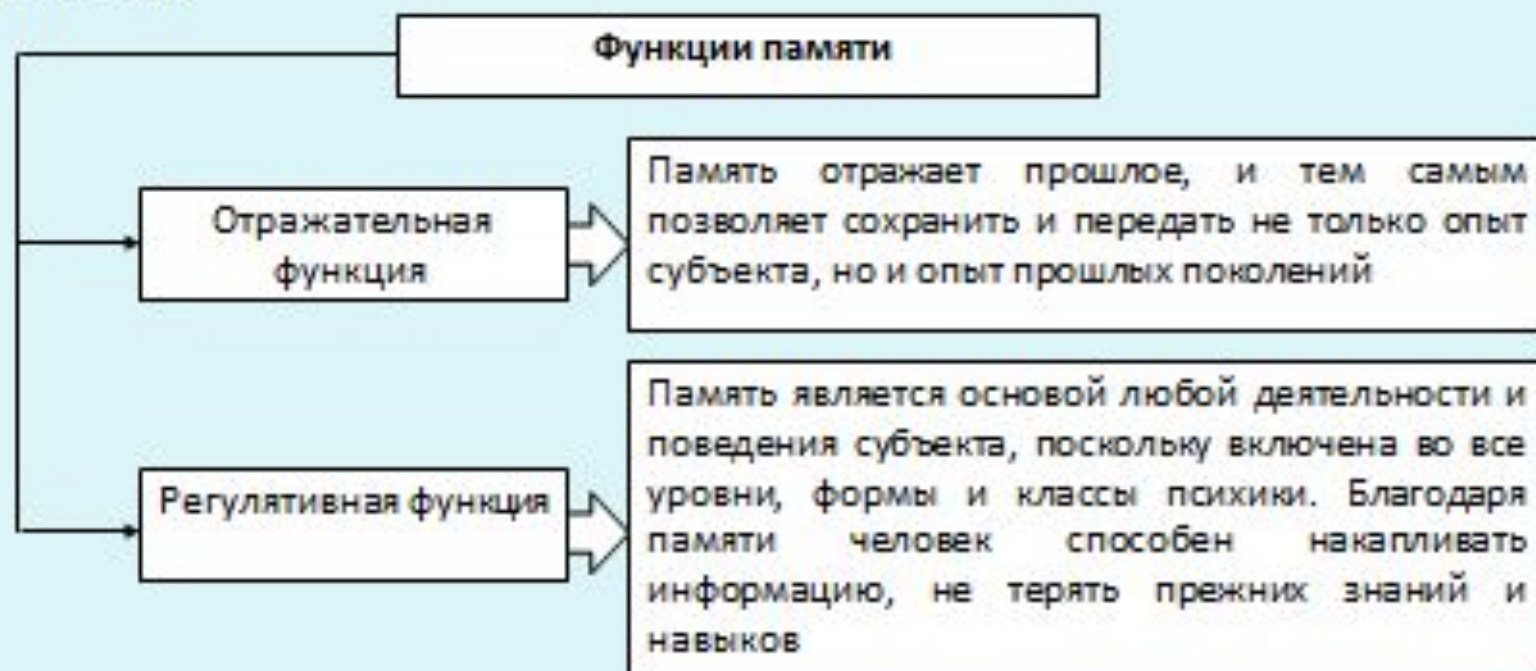 Функции памяти
Отражательная
функция
Память отражает прошлое, и тем самым
позволяет сохранить и передать не только опыт
субъекта, но и опыт прошлых поколений
Регулятивная функция
Память является основой любой деятельности и
поведения субъекта, поскольку включена во все
уровни, формы и классы психики. Благодаря
памяти человек способен накапливать
информацию, не терять прежних знаний и
навыков